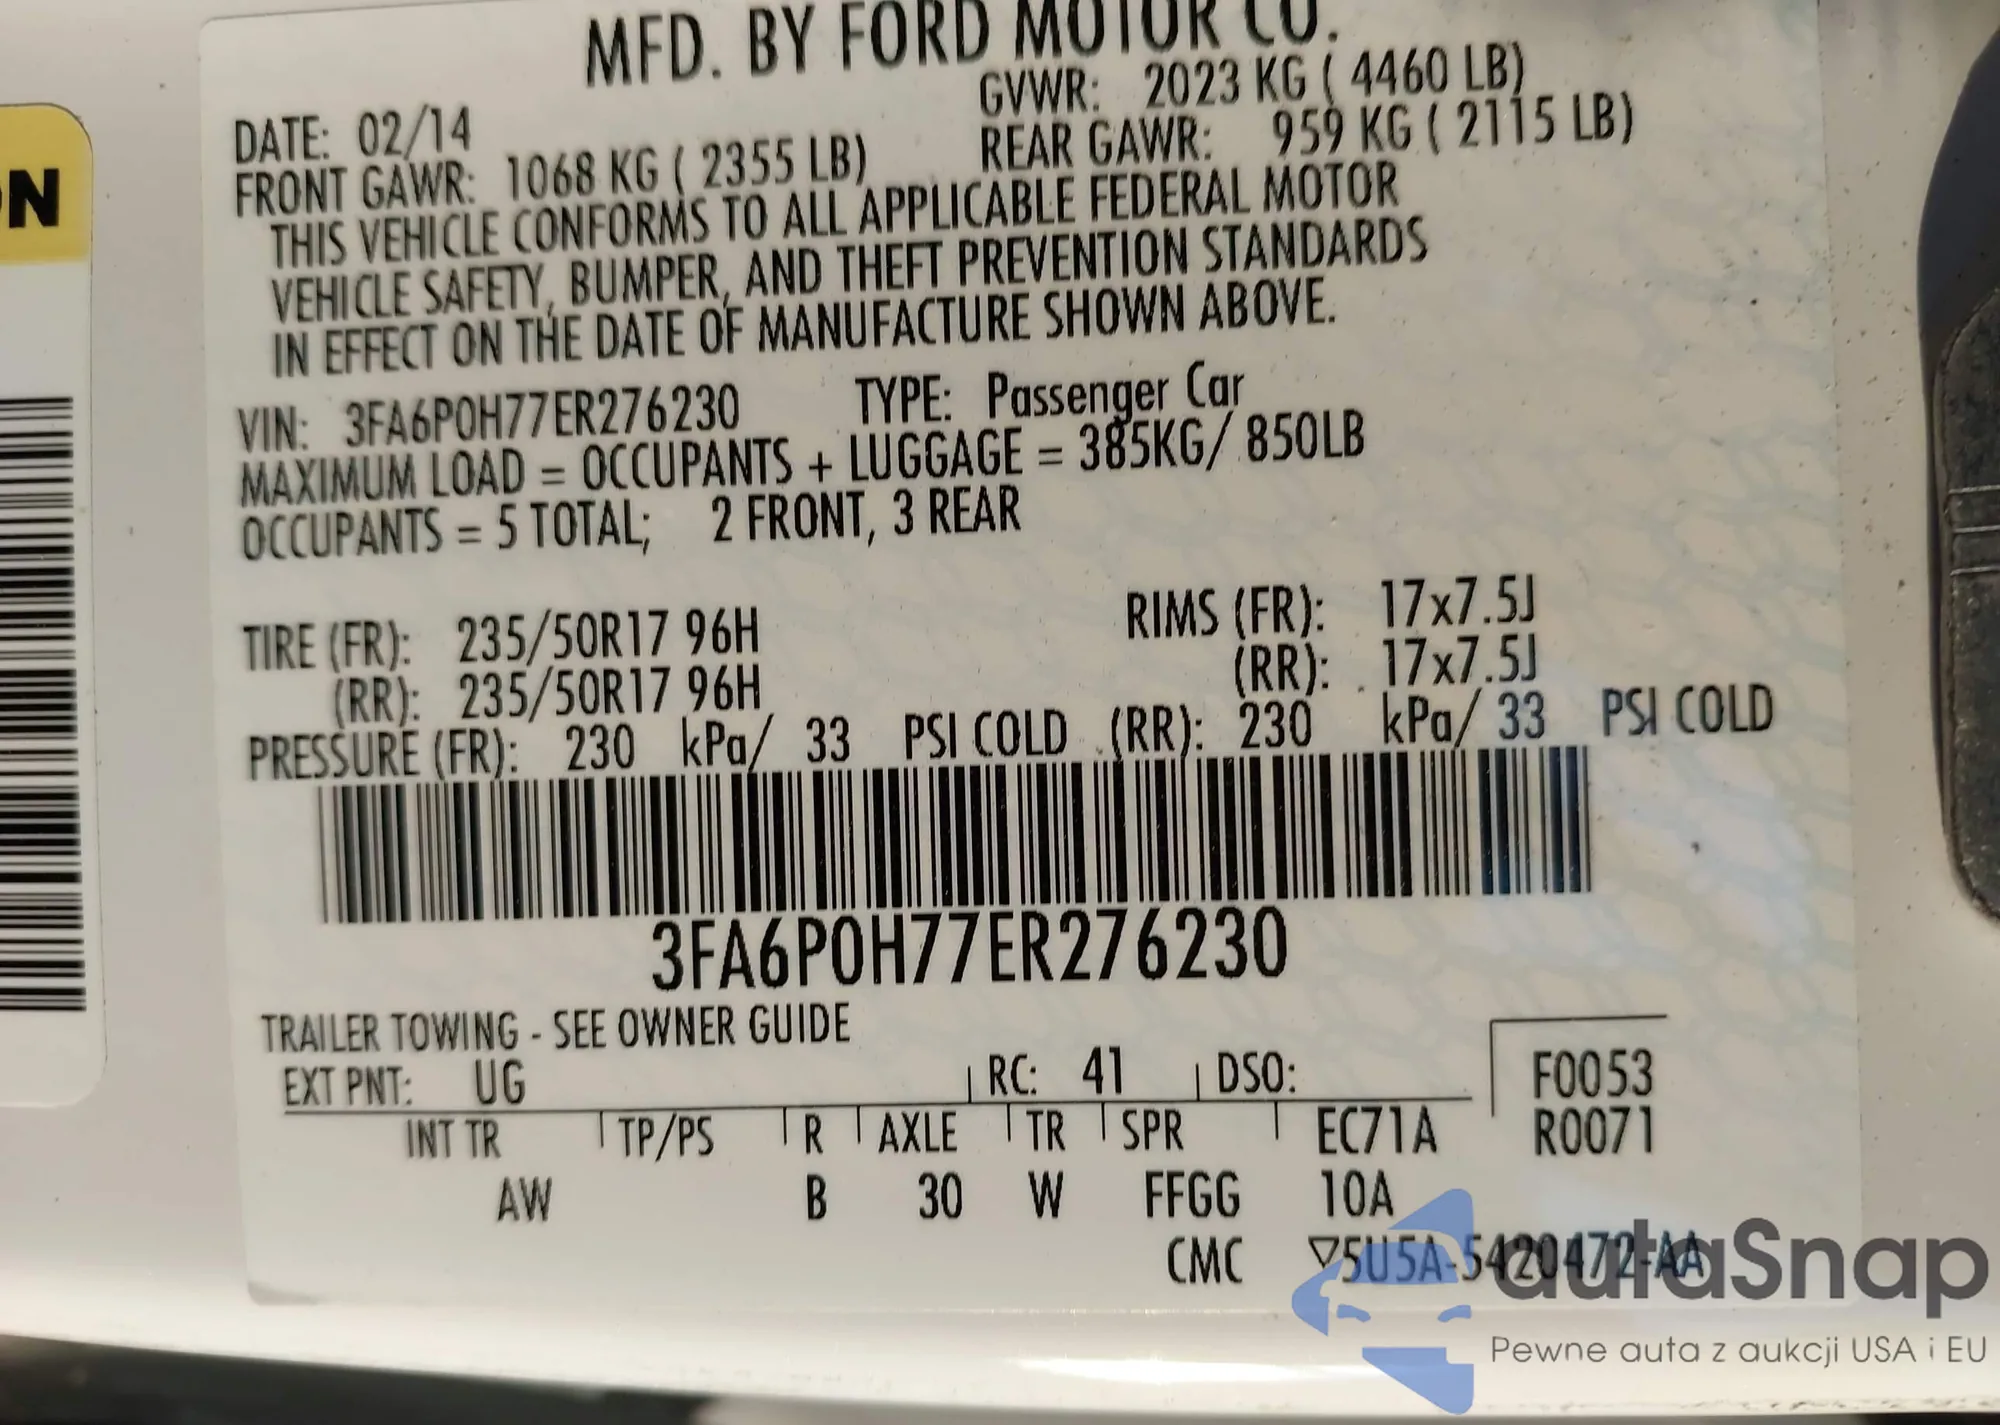 MFD. BY FORD MOTOR CO.
DATE: 02/14 GVWR: 2023 KG ( 4460 LB)
FRONT GAWR: 1068 KG ( 2355 LB) REAR GAWR: 959 KG ( 2115 LB)
THIS VEHICLE CONFORMS TO ALL APPLICABLE FEDERAL MOTOR
VEHICLE SAFETY, BUMPER, AND THEFT PREVENTION STANDARDS
IN EFFECT ON THE DATE OF MANUFACTURE SHOWN ABOVE.
VIN: 3FA6P0H77ER276230 TYPE: Passenger Car
MAXIMUM LOAD = OCCUPANTS + LUGGAGE = 385KG/ 850LB
OCCUPANTS = 5 TOTAL; 2 FRONT, 3 REAR
TIRE (FR): 235/50R17 96H RIMS (FR): 17x7.5J
(RR): 235/50R17 96H (RR): 17x7.5J
PRESSURE (FR): 230 kPa/ 33 PSI COLD (RR): 230 kPa/ 33 PSI COLD
3FA6P0H77ER276230
TRAILER TOWING - SEE OWNER GUIDE
EXT PNT: UG RC: 41 DSO: F0053
INT TR TP/PS R AXLE TR SPR EC71A R0071
AW B 30 W FFGG 10A
CMC ▽5U5A-5420472-AA
autaSnap
Pewne auta z aukcji USA i EU